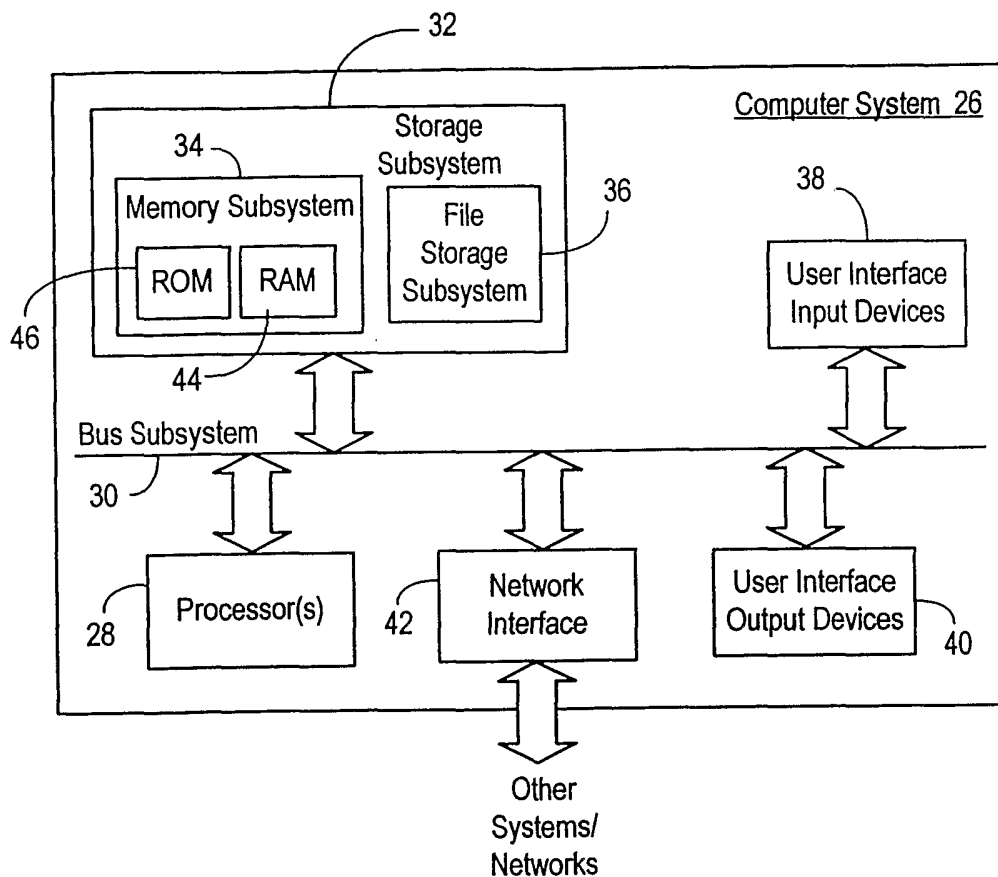 32
Computer System 26
Storage
Subsystem
34
Memory Subsystem
ROM
RAM
46
44
File
Storage
Subsystem
36
38
User Interface
Input Devices
Bus Subsystem
30
Processor(s)
28
Network
Interface
42
User Interface
Output Devices
40
Other
Systems/
Networks